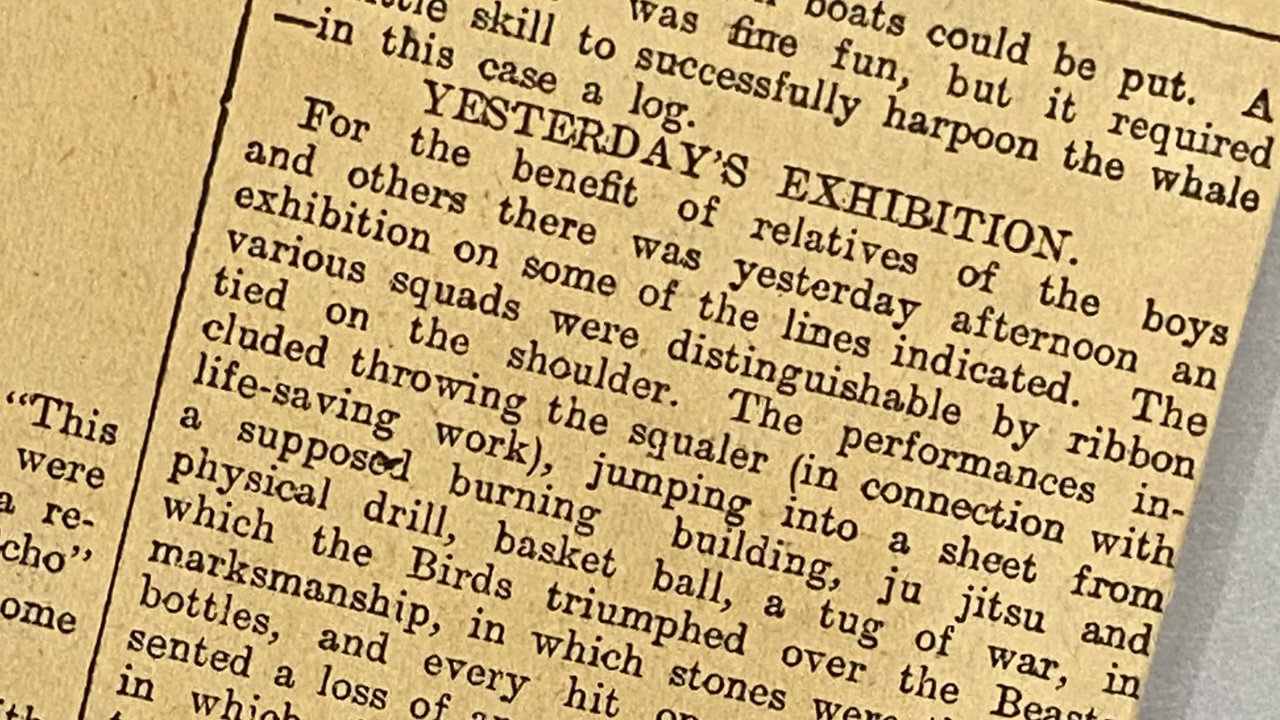 boats could be put. A
was fine fun, but it required
skill to successfully harpoon the whale
—in this case a log.
YESTERDAY'S EXHIBITION.
For the benefit of relatives of the boys
and others there was yesterday afternoon an
exhibition on some of the lines indicated. The
various squads were distinguishable by ribbon
tied on the shoulder. The performances in-
cluded throwing the squaler (in connection with
life-saving work), jumping into a sheet from
a supposed burning building, ju jitsu and
physical drill, basket ball, a tug of war, in
which the Birds triumphed over the
marksmanship, in which stones
bottles, and every hit
sented a loss of
in which
"This
were
a re-
cho"
ome